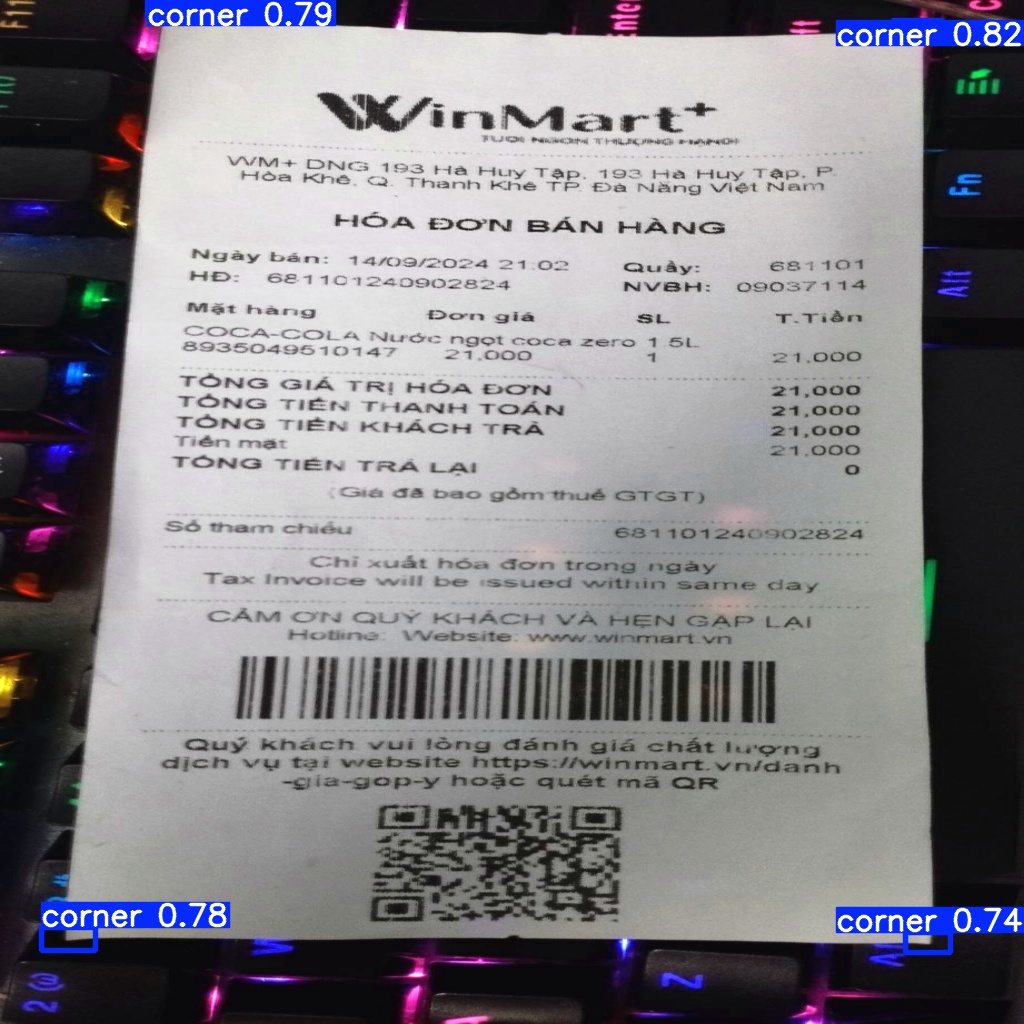 corner 0.79
corner 0.82
F11
Enter
WinMart+
TƯƠI NGON THƯỢNG HẠNG!
WM+ DNG 193 Hà Huy Tập, 193 Hà Huy Tập, P.
Hòa Khê, Q. Thanh Khê TP. Đà Nẵng Việt Nam
Fn
HÓA ĐƠN BÁN HÀNG
Ngày bán: 14/09/2024 21:02 Quầy: 681101
HĐ: 681101240902824 NVBH: 09037114
Alt
Mặt hàng Đơn giá SL T.Tiền
COCA-COLA Nước ngọt coca zero 1.5L
8935049510147 21,000 1 21,000
TỔNG GIÁ TRỊ HÓA ĐƠN 21,000
TỔNG TIỀN THANH TOÁN 21,000
TỔNG TIỀN KHÁCH TRẢ 21,000
Tiền mặt 21,000
TỔNG TIỀN TRẢ LẠI 0
(Giá đã bao gồm thuế GTGT)
Số tham chiếu 681101240902824
Chỉ xuất hóa đơn trong ngày
Tax Invoice will be issued within same day
CẢM ƠN QUÝ KHÁCH VÀ HẸN GẶP LẠI
Hotline: Website: www.winmart.vn
Quý khách vui lòng đánh giá chất lượng
dịch vụ tại website https://winmart.vn/danh
-gia-gop-y hoặc quét mã QR
corner 0.78
corner 0.74
2 @
Z